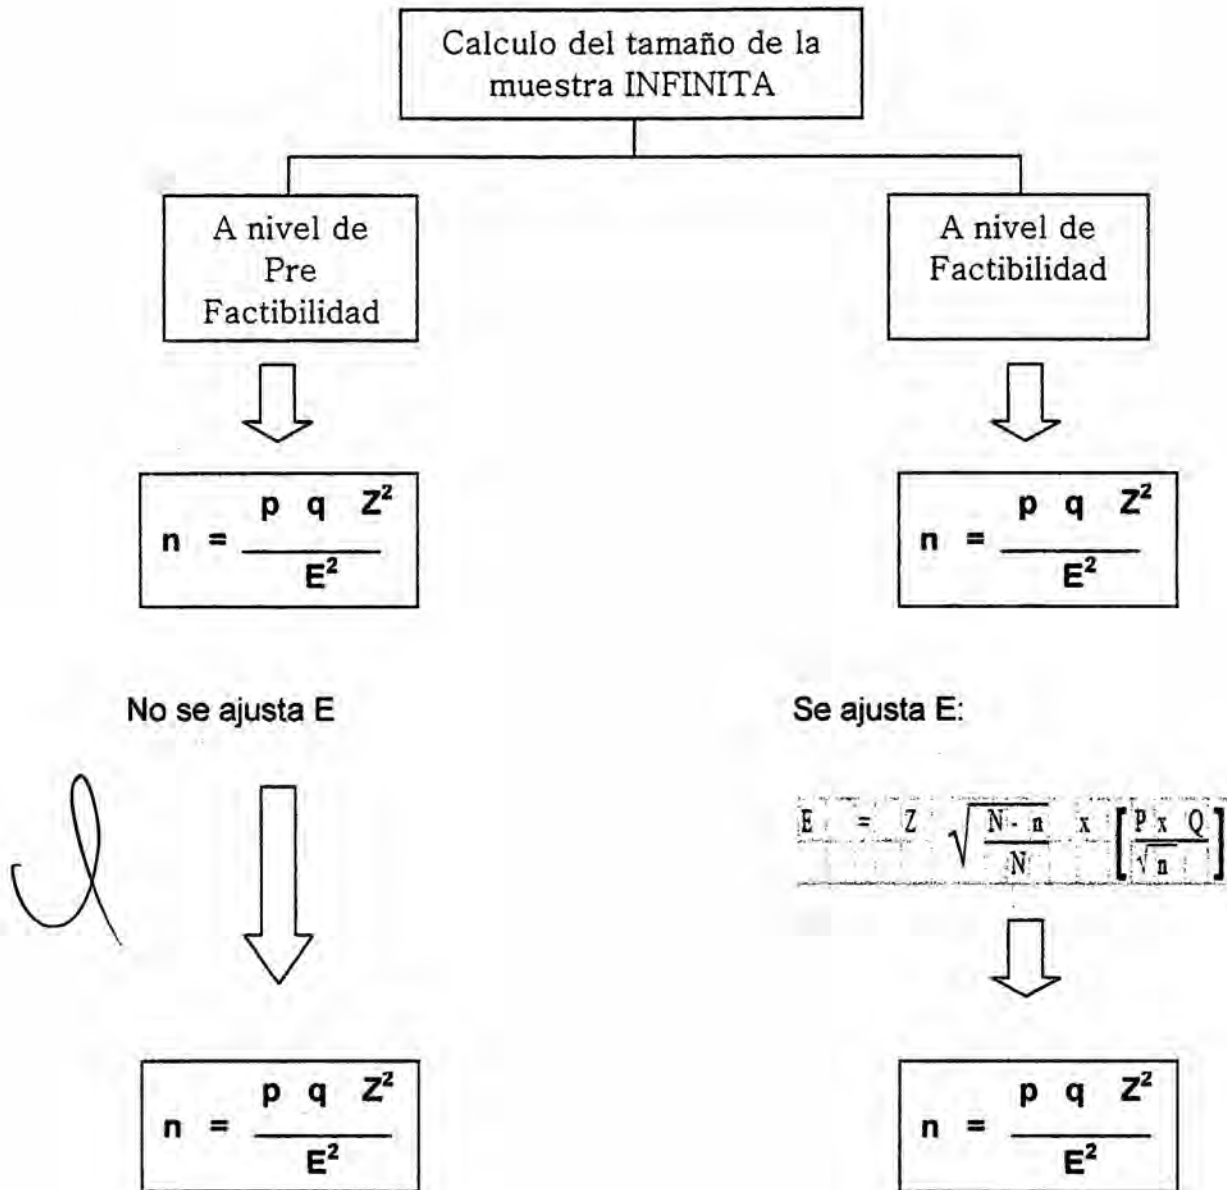 Calculo del tamaño de la
muestra INFINITA
A nivel de
Pre
Factibilidad
A nivel de
Factibilidad
n = p q Z² / E²
n = p q Z² / E²
No se ajusta E
Se ajusta E:
E = Z √ N - n / N x [ P x Q / √ n ]
n = p q Z² / E²
n = p q Z² / E²